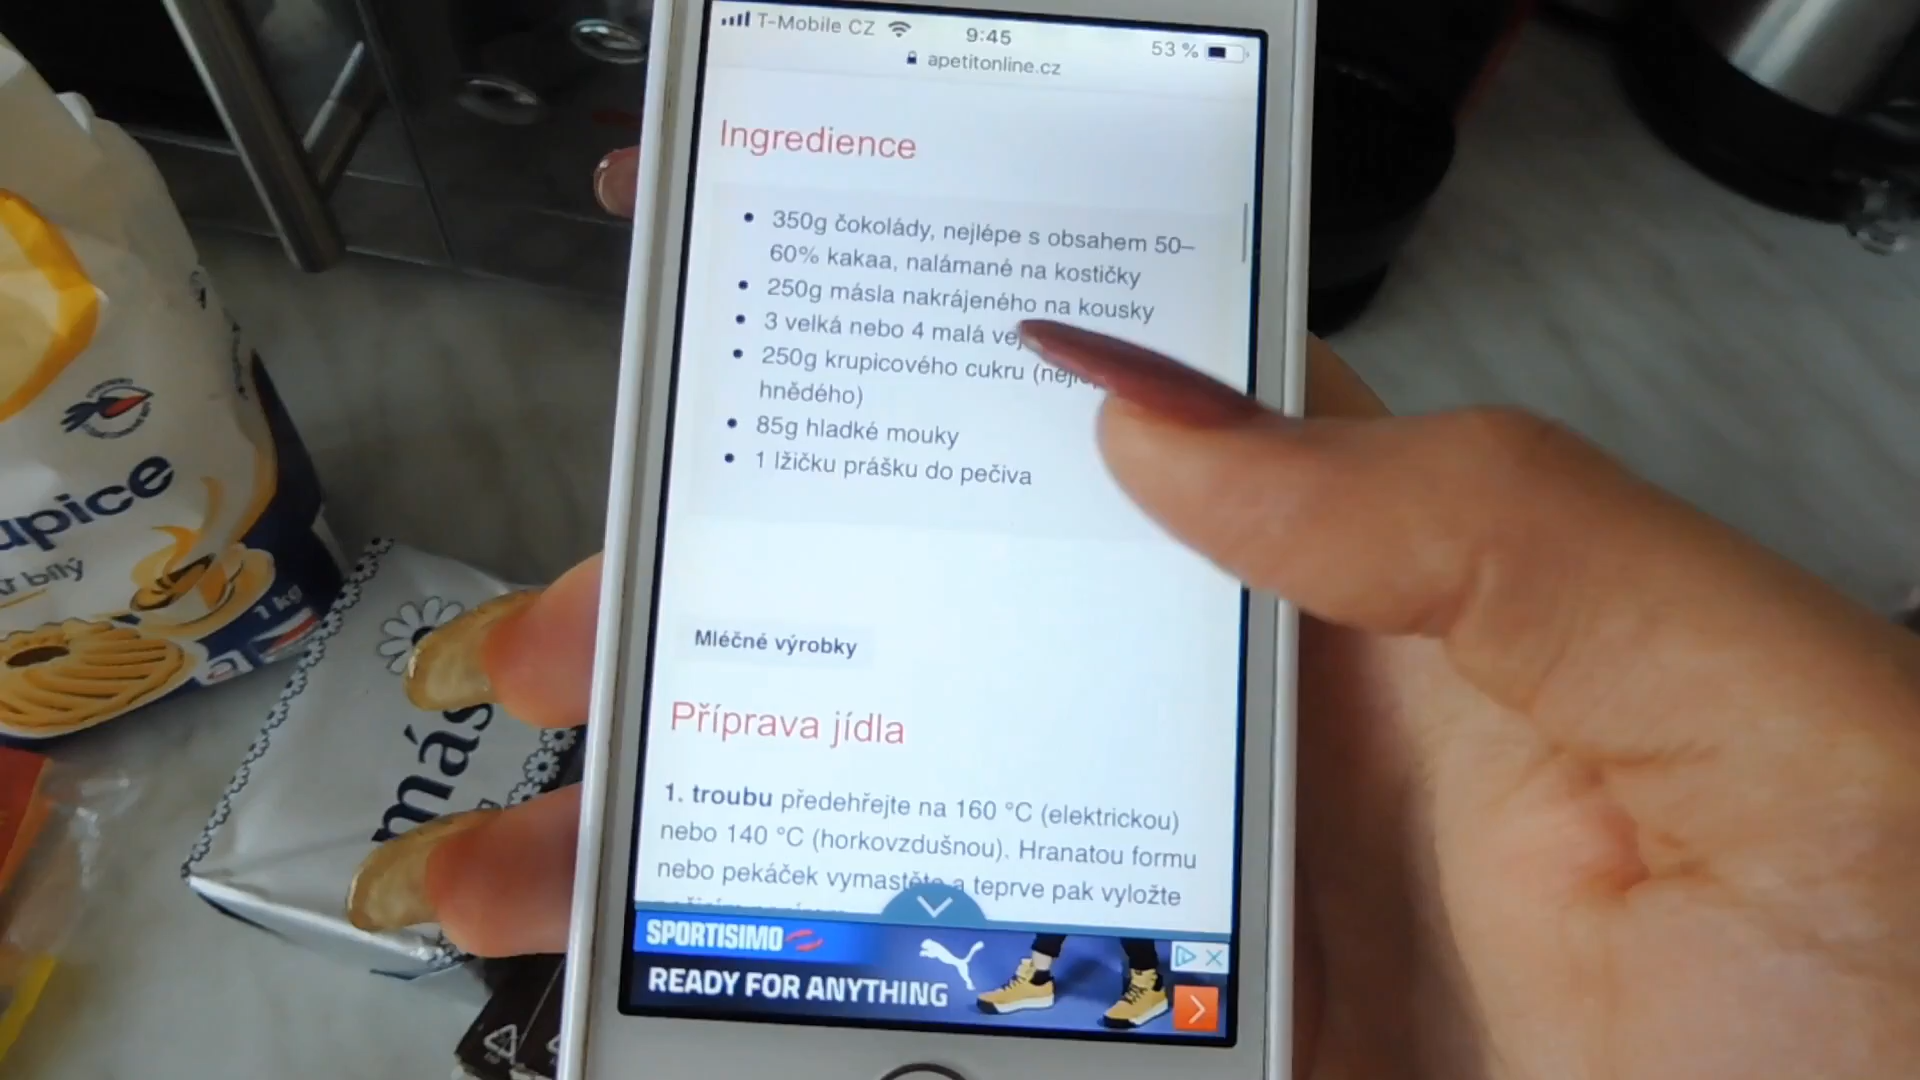 T-Mobile CZ 9:45 53 %
apetitonline.cz
Ingredience
350g čokolády, nejlépe s obsahem 50–
60% kakaa, nalámané na kostičky
250g másla nakrájeného na kousky
3 velká nebo 4 malá
250g krupicového cukru
hnědého)
85g hladké mouky
1 lžičku prášku do pečiva
Mléčné výrobky
Příprava jídla
1. troubu předehřejte na 160 °C (elektrickou)
nebo 140 °C (horkovzdušnou). Hranatou formu
nebo pekáček vymastěte a teprve pak vyložte
SPORTISIMO
READY FOR ANYTHING
upice
bílý
1 kg
más